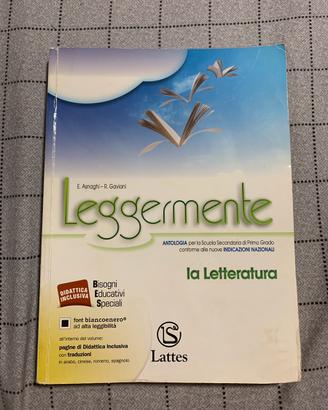 E. Asnaghi - R. Gaviani
Leggermente
ANTOLOGIA per la Scuola Secondaria di Primo Grado
conforme alle nuove INDICAZIONI NAZIONALI
la Letteratura
DIDATTICA
INCLUSIVA
Bisogni
Educativi
Speciali
font biancoenero®
ad alta leggibilità
all'interno del volume:
pagine di Didattica Inclusiva
con traduzioni
in arabo, cinese, romeno, spagnolo
Lattes